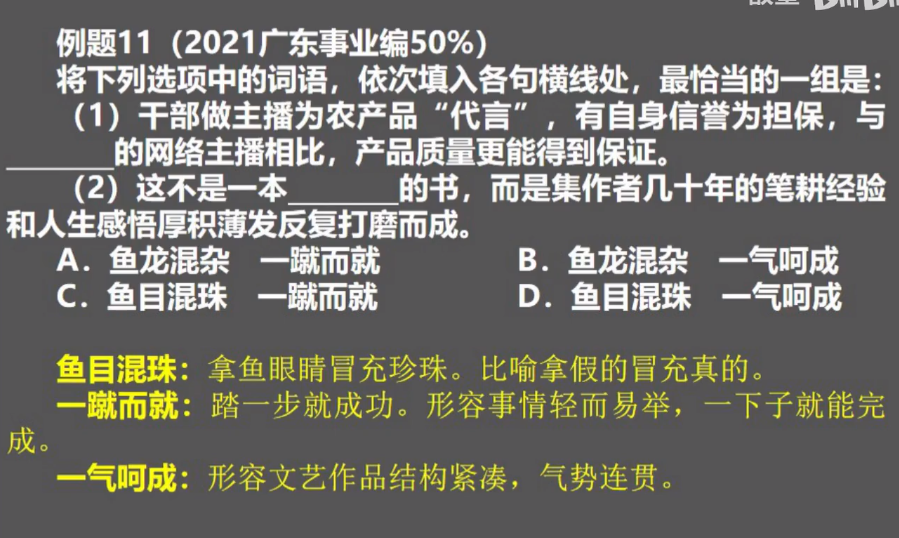 例题11（2021广东事业编50%）
将下列选项中的词语，依次填入各句横线处，最恰当的一组是：
（1）干部做主播为农产品“代言”，有自身信誉为担保，与
________的网络主播相比，产品质量更能得到保证。
（2）这不是一本________的书，而是集作者几十年的笔耕经验
和人生感悟厚积薄发反复打磨而成。
A．鱼龙混杂　一蹴而就　B．鱼龙混杂　一气呵成
C．鱼目混珠　一蹴而就　D．鱼目混珠　一气呵成
鱼目混珠：拿鱼眼睛冒充珍珠。比喻拿假的冒充真的。
一蹴而就：踏一步就成功。形容事情轻而易举，一下子就能完
成。
一气呵成：形容文艺作品结构紧凑，气势连贯。